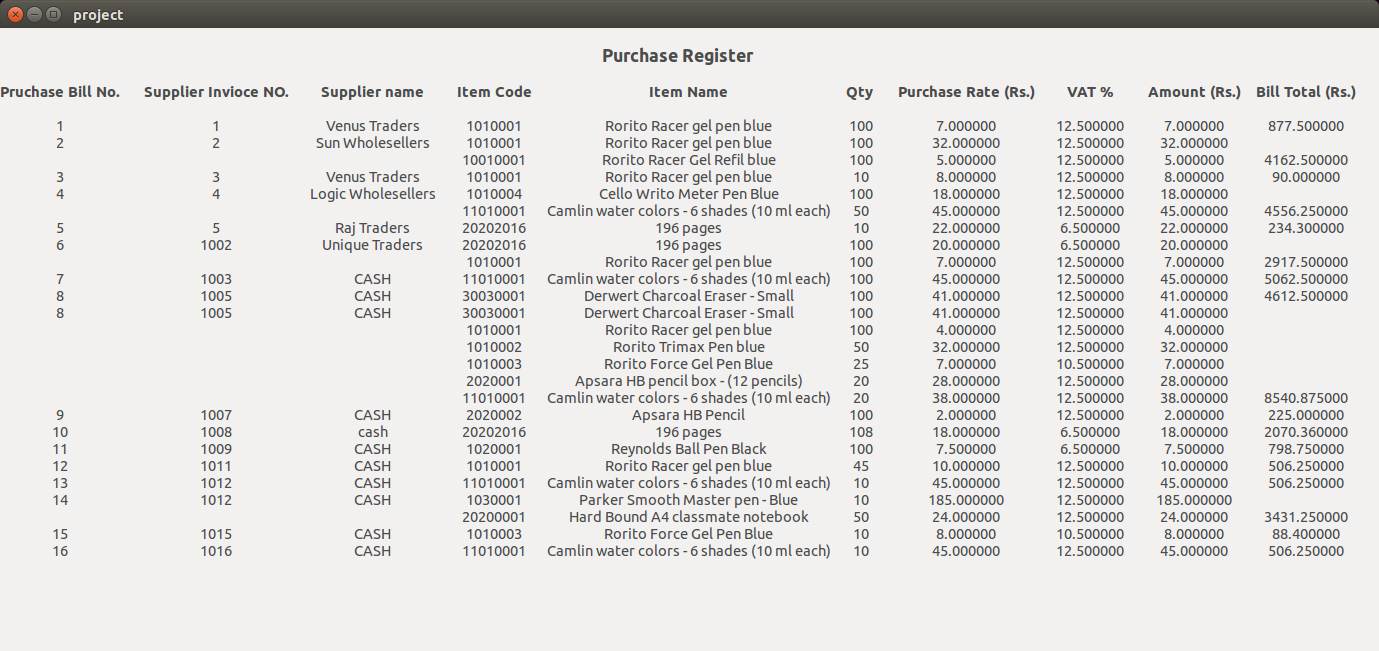 project
Purchase Register
Pruchase Bill No. Supplier Invioce NO. Supplier name Item Code Item Name Qty Purchase Rate (Rs.) VAT % Amount (Rs.) Bill Total (Rs.)
1 1 Venus Traders 1010001 Rorito Racer gel pen blue 100 7.000000 12.500000 7.000000 877.500000
2 2 Sun Wholesellers 1010001 Rorito Racer gel pen blue 100 32.000000 12.500000 32.000000
10010001 Rorito Racer Gel Refil blue 100 5.000000 12.500000 5.000000 4162.500000
3 3 Venus Traders 1010001 Rorito Racer gel pen blue 10 8.000000 12.500000 8.000000 90.000000
4 4 Logic Wholesellers 1010004 Cello Writo Meter Pen Blue 100 18.000000 12.500000 18.000000
11010001 Camlin water colors - 6 shades (10 ml each) 50 45.000000 12.500000 45.000000 4556.250000
5 5 Raj Traders 20202016 196 pages 10 22.000000 6.500000 22.000000 234.300000
6 1002 Unique Traders 20202016 196 pages 100 20.000000 6.500000 20.000000
1010001 Rorito Racer gel pen blue 100 7.000000 12.500000 7.000000 2917.500000
7 1003 CASH 11010001 Camlin water colors - 6 shades (10 ml each) 100 45.000000 12.500000 45.000000 5062.500000
8 1005 CASH 30030001 Derwert Charcoal Eraser - Small 100 41.000000 12.500000 41.000000 4612.500000
8 1005 CASH 30030001 Derwert Charcoal Eraser - Small 100 41.000000 12.500000 41.000000
1010001 Rorito Racer gel pen blue 100 4.000000 12.500000 4.000000
1010002 Rorito Trimax Pen blue 50 32.000000 12.500000 32.000000
1010003 Rorito Force Gel Pen Blue 25 7.000000 10.500000 7.000000
2020001 Apsara HB pencil box - (12 pencils) 20 28.000000 12.500000 28.000000
11010001 Camlin water colors - 6 shades (10 ml each) 20 38.000000 12.500000 38.000000 8540.875000
9 1007 CASH 2020002 Apsara HB Pencil 100 2.000000 12.500000 2.000000 225.000000
10 1008 cash 20202016 196 pages 108 18.000000 6.500000 18.000000 2070.360000
11 1009 CASH 1020001 Reynolds Ball Pen Black 100 7.500000 6.500000 7.500000 798.750000
12 1011 CASH 1010001 Rorito Racer gel pen blue 45 10.000000 12.500000 10.000000 506.250000
13 1012 CASH 11010001 Camlin water colors - 6 shades (10 ml each) 10 45.000000 12.500000 45.000000 506.250000
14 1012 CASH 1030001 Parker Smooth Master pen - Blue 10 185.000000 12.500000 185.000000
20200001 Hard Bound A4 classmate notebook 50 24.000000 12.500000 24.000000 3431.250000
15 1015 CASH 1010003 Rorito Force Gel Pen Blue 10 8.000000 10.500000 8.000000 88.400000
16 1016 CASH 11010001 Camlin water colors - 6 shades (10 ml each) 10 45.000000 12.500000 45.000000 506.250000